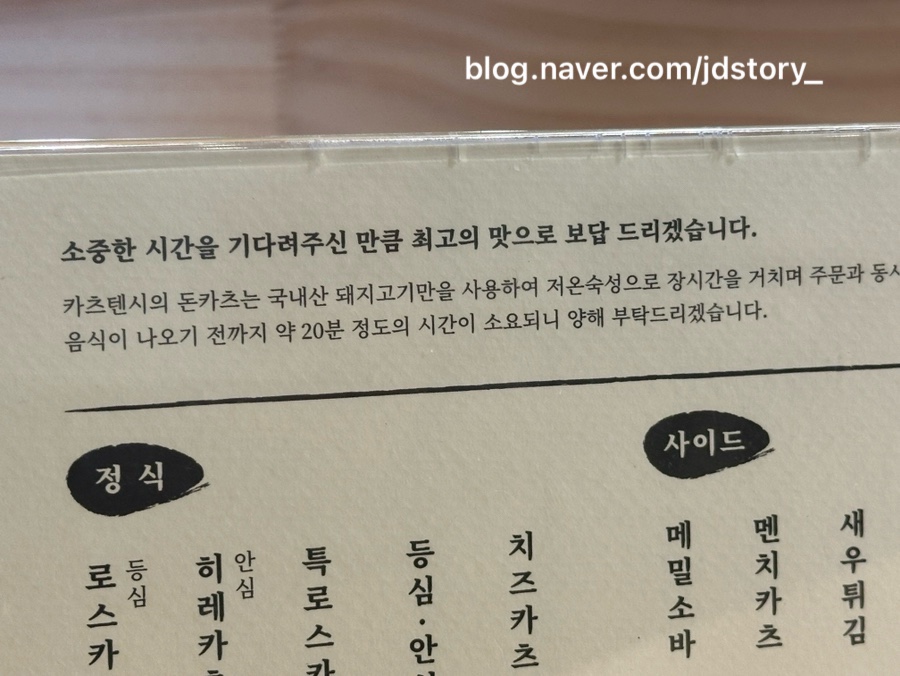 blog.naver.com/jdstory_
소중한 시간을 기다려주신 만큼 최고의 맛으로 보답 드리겠습니다.
카츠텐시의 돈카츠는 국내산 돼지고기만을 사용하여 저온숙성으로 장시간을 거치며 주문과
음식이 나오기 전까지 약 20분 정도의 시간이 소요되니 양해 부탁드리겠습니다.
정식
로스카
등심
히레카
안심
특로스카
등심·안
치즈카츠
사이드
메밀소바
멘치카츠
새우튀김